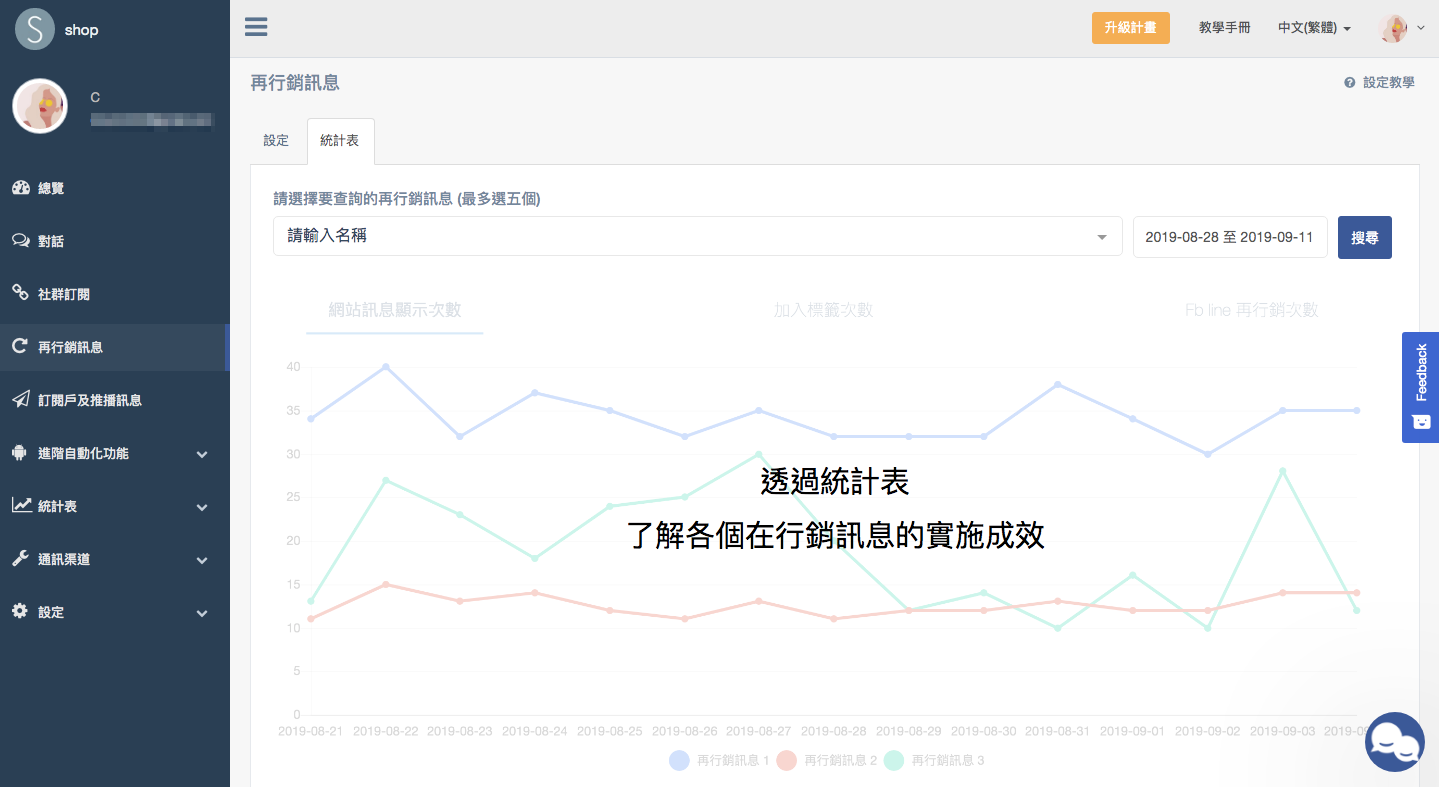 shop
升級計畫
教學手冊
中文(繁體)
C
再行銷訊息
設定教學
設定
統計表
總覽
對話
社群訂閱
再行銷訊息
訂閱戶及推播訊息
進階自動化功能
統計表
通訊渠道
設定
請選擇要查詢的再行銷訊息 (最多選五個)
請輸入名稱
2019-08-28 至 2019-09-11
搜尋
網站訊息顯示次數
加入標籤次數
Fb line 再行銷次數
Feedback
40
35
30
25
20
15
10
5
0
透過統計表
了解各個在行銷訊息的實施成效
2019-08-21 2019-08-22 2019-08-23 2019-08-24 2019-08-25 2019-08-26 2019-08-27 2019-08-28 2019-08-29 2019-08-30 2019-08-31 2019-09-01 2019-09-02 2019-09-03
再行銷訊息 1 再行銷訊息 2 再行銷訊息 3